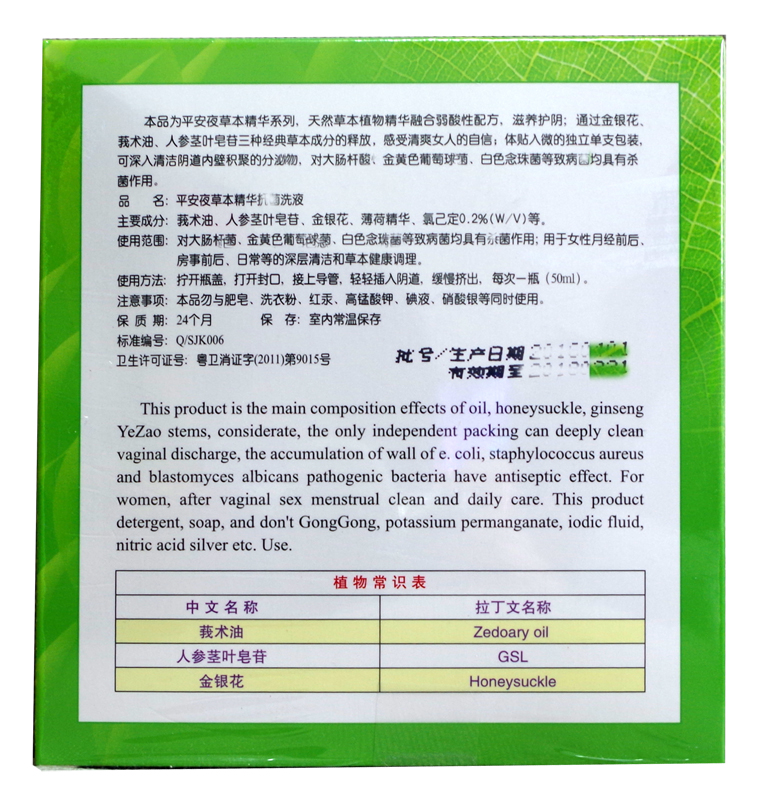 本品为平安夜草本精华系列，天然草本植物精华融合弱酸性配方，滋养护阴；通过金银花、
莪术油、人参茎叶皂苷三种经典草本成分的释放，感受清爽女人的自信；体贴入微的独立单支包装，
可深入清洁阴道内壁积聚的分泌物，对大肠杆酸、金黄色葡萄球菌、白色念珠菌等致病菌均具有杀
菌作用。
品 名：平安夜草本精华抗菌洗液
主要成分：莪术油、人参茎叶皂苷、金银花、薄荷精华、氯己定0.2%(W/V)等。
使用范围：对大肠杆菌、金黄色葡萄球菌、白色念珠菌等致病菌均具有杀菌作用；用于女性月经前后、
房事前后、日常等的深层清洁和草本健康调理。
使用方法：拧开瓶盖，打开封口，接上导管，轻轻插入阴道，缓慢挤出，每次一瓶（50ml）。
注意事项：本品勿与肥皂、洗衣粉、红汞、高锰酸钾、碘液、硝酸银等同时使用。
保 质 期：24个月 保 存：室内常温保存
标准编号：Q/SJK006
卫生许可证号：粤卫消证字(2011)第9015号
批号/生产日期
有效期至
This product is the main composition effects of oil, honeysuckle, ginseng
YeZao stems, considerate, the only independent packing can deeply clean
vaginal discharge, the accumulation of wall of e. coli, staphylococcus aureus
and blastomyces albicans pathogenic bacteria have antiseptic effect. For
women, after vaginal sex menstrual clean and daily care. This product
detergent, soap, and don't GongGong, potassium permanganate, iodic fluid,
nitric acid silver etc. Use.
植物常识表
中文名称 拉丁文名称
莪术油 Zedoary oil
人参茎叶皂苷 GSL
金银花 Honeysuckle